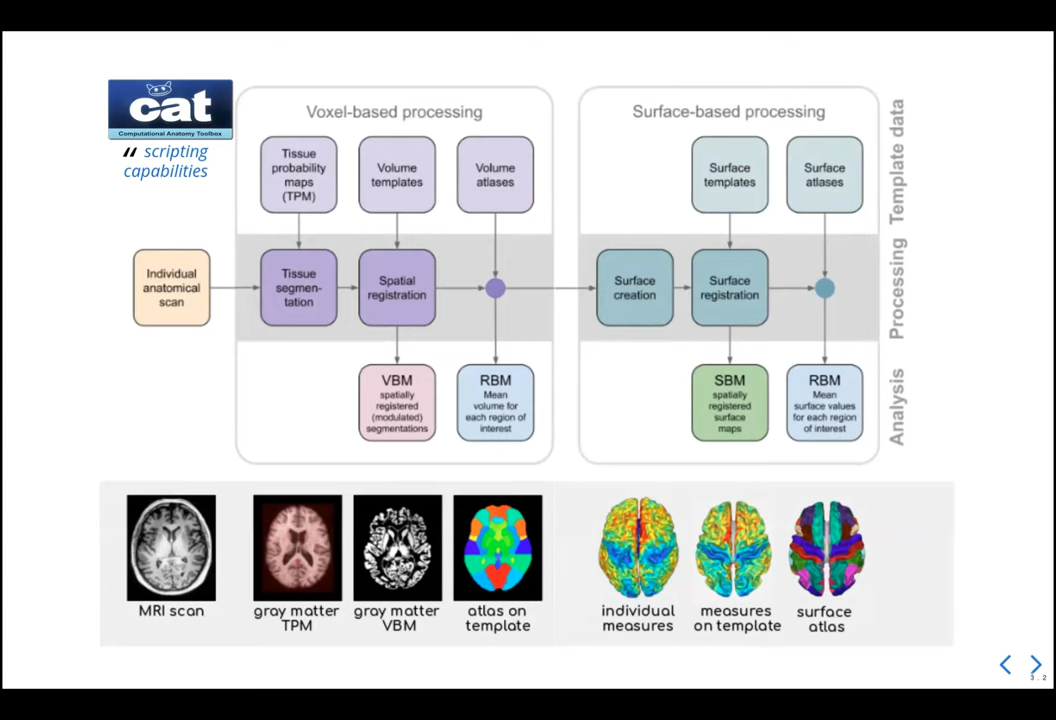 cat
Computational Anatomy Toolbox
" scripting
capabilities
Voxel-based processing
Tissue
probability
maps
(TPM)
Volume
templates
Volume
atlases
Individual
anatomical
scan
Tissue
segmen-
tation
Spatial
registration
VBM
spatially
registered
(modulated)
segmentations
RBM
Mean
volume for
each region of
interest
Surface-based processing
Surface
templates
Surface
atlases
Surface
creation
Surface
registration
SBM
spatially
registered
surface
maps
RBM
Mean
surface values
for each region
of interest
Template data
Processing
Analysis
MRI scan
gray matter
TPM
gray matter
VBM
atlas on
template
individual
measures
measures
on template
surface
atlas
3.2